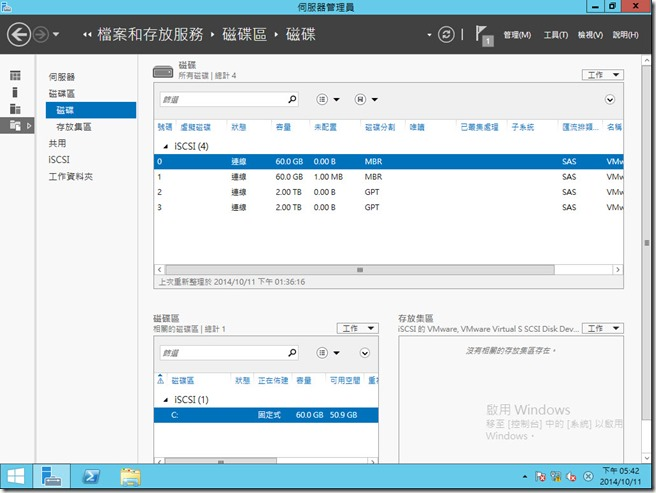 伺服器管理員
檔案和存放服務 磁碟區 磁碟
1 管理(M) 工具(T) 檢視(V) 說明(H)
伺服器
磁碟區
磁碟
存放集區
共用
iSCSI
工作資料夾
磁碟
所有磁碟 | 總計 4
工作
篩選
號碼 虛擬磁碟 狀態 容量 未配置 磁碟分割 唯讀 已叢集處理 子系統 匯流排類... 名稱
iSCSI (4)
0 連線 60.0 GB 0.00 B MBR SAS VMw
1 連線 60.0 GB 1.00 MB MBR SAS VMw
2 連線 2.00 TB 0.00 B GPT SAS VMw
3 連線 2.00 TB 0.00 B GPT SAS VMw
上次重新整理於 2014/10/11 下午 01:36:16
磁碟區
相關的磁碟區 | 總計 1
工作
篩選
磁碟區 狀態 正在佈建 容量 可用空間
iSCSI (1)
C: 固定式 60.0 GB 50.9 GB
存放集區
iSCSI 的 VMware, VMware Virtual S SCSI Disk Dev...
工作
沒有相關的存放集區存在。
啟用 Windows
移至 [控制台] 中的 [系統] 以啟用
Windows。
下午 05:42
2014/10/11